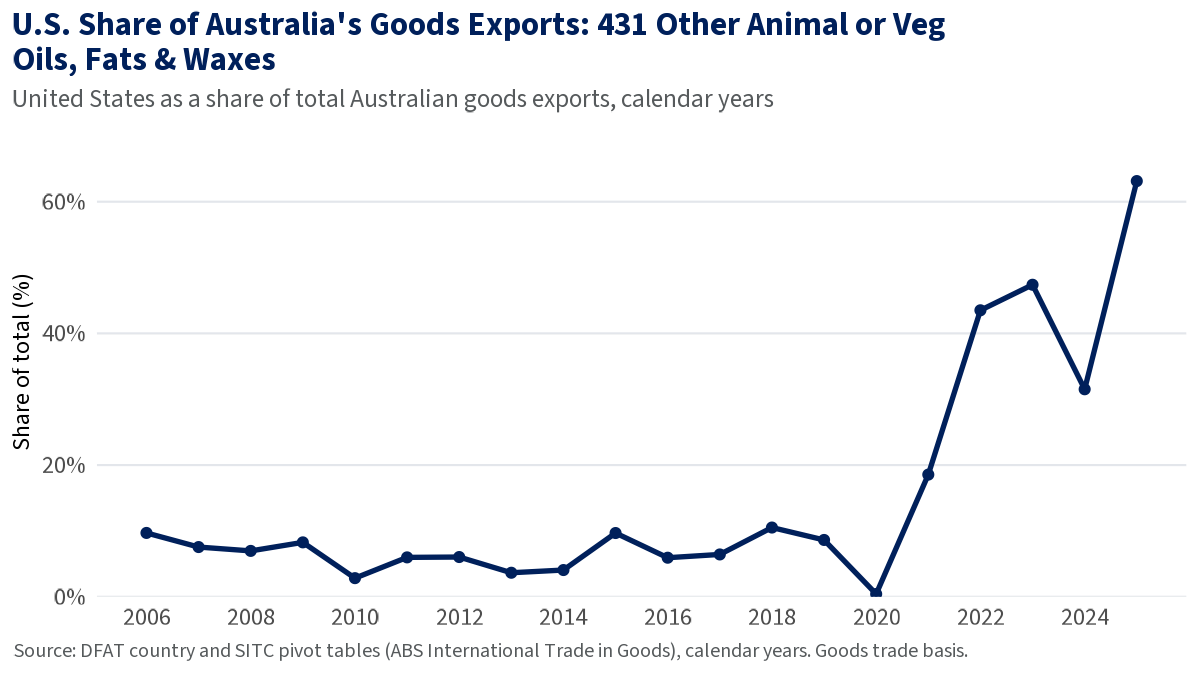 U.S. Share of Australia's Goods Exports: 431 Other Animal or Veg
Oils, Fats & Waxes
United States as a share of total Australian goods exports, calendar years
Share of total (%)
60%
40%
20%
0%
2006 2008 2010 2012 2014 2016 2018 2020 2022 2024
Source: DFAT country and SITC pivot tables (ABS International Trade in Goods), calendar years. Goods trade basis.